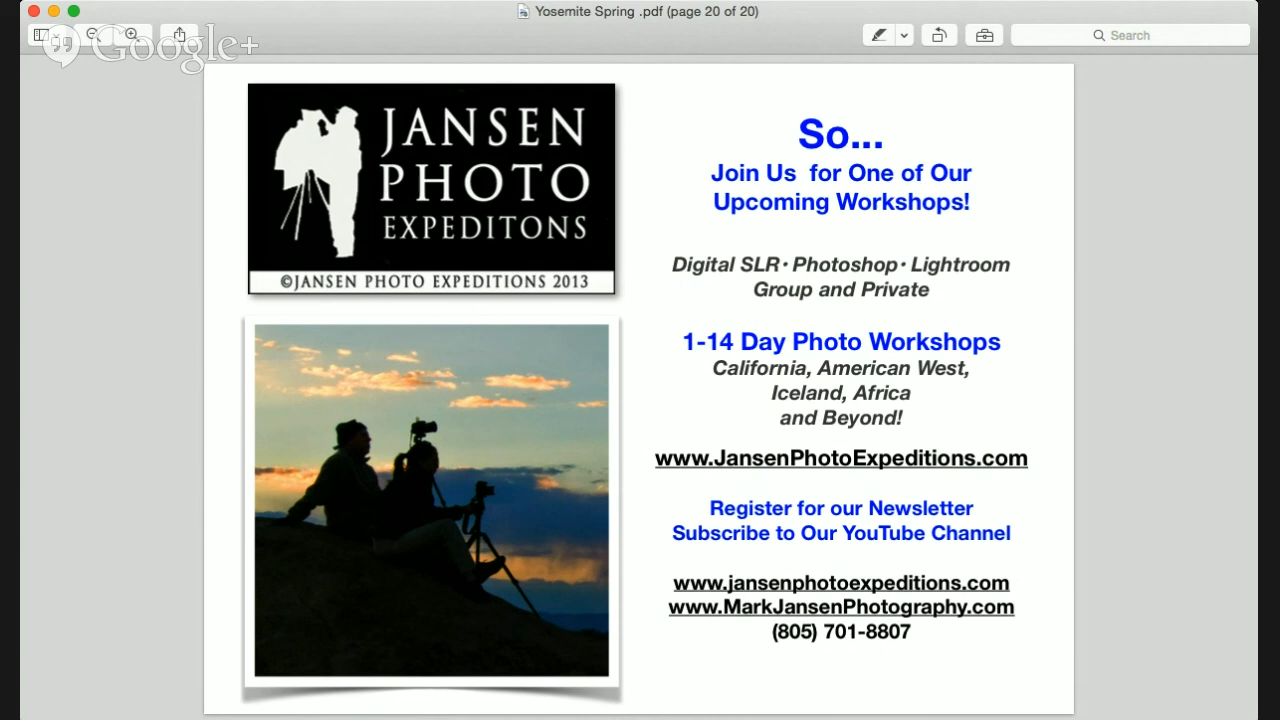 Yosemite Spring .pdf (page 20 of 20)
Google+
Search
JANSEN
PHOTO
EXPEDITONS
©JANSEN PHOTO EXPEDITIONS 2013
So...
Join Us  for One of Our
Upcoming Workshops!
Digital SLR · Photoshop · Lightroom
Group and Private
1-14 Day Photo Workshops
California, American West,
Iceland, Africa
and Beyond!
www.JansenPhotoExpeditions.com
Register for our Newsletter
Subscribe to Our YouTube Channel
www.jansenphotoexpeditions.com
www.MarkJansenPhotography.com
(805) 701-8807